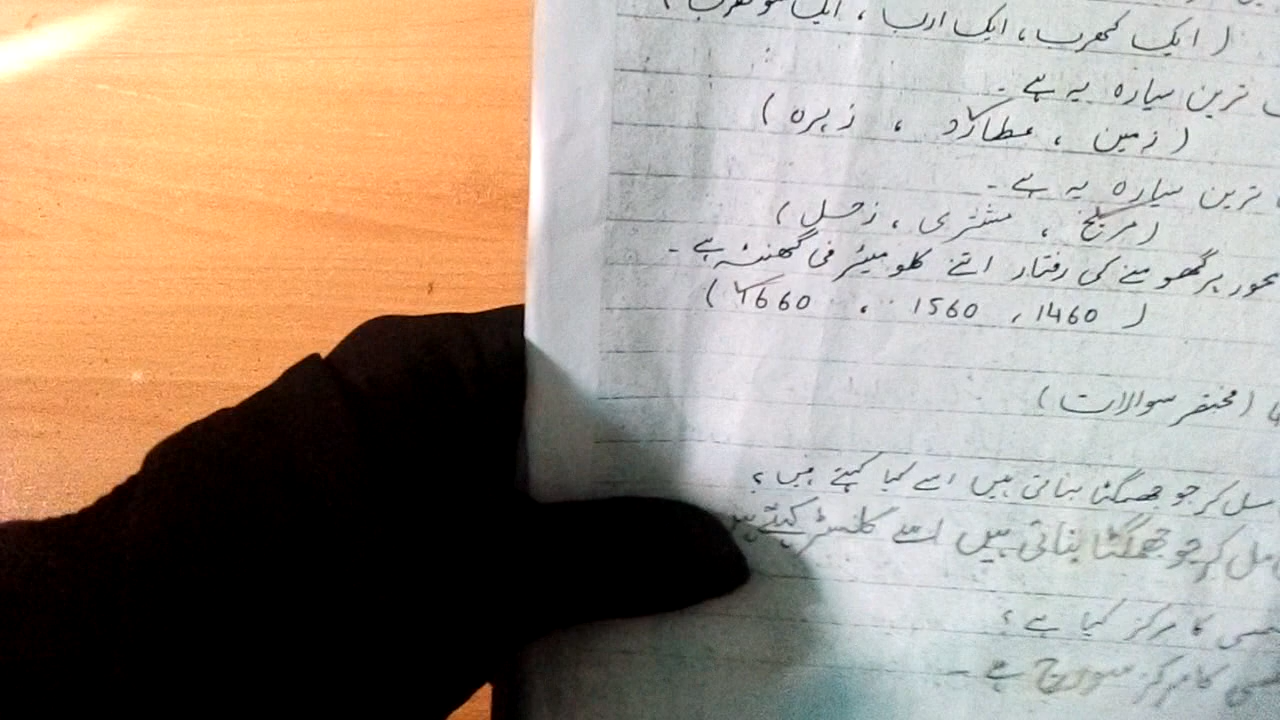 ( ایک کھرب ، ایک ارب ، ایک
ترین سیارہ یہ ہے ۔
( زمین ، عطارد ، زہرہ )
ترین سیارہ یہ ہے ۔
( مریخ ، مشتری ، زحل )
محور پر گھومنے کی رفتار اتنے کلو میٹر فی گھنٹہ ہے ۔
( 1460 , 1560 ، 1660 )
( مختصر سوالات )
مل کر جو جھمگٹا بناتی ہیں اسے کیا کہتے ہیں ؟
مل کر جو جھمگٹا بناتی ہیں اسے کلسٹر کہتے ہیں
کا مرکز کیا ہے ؟
کا مرکز سورج ہے ۔